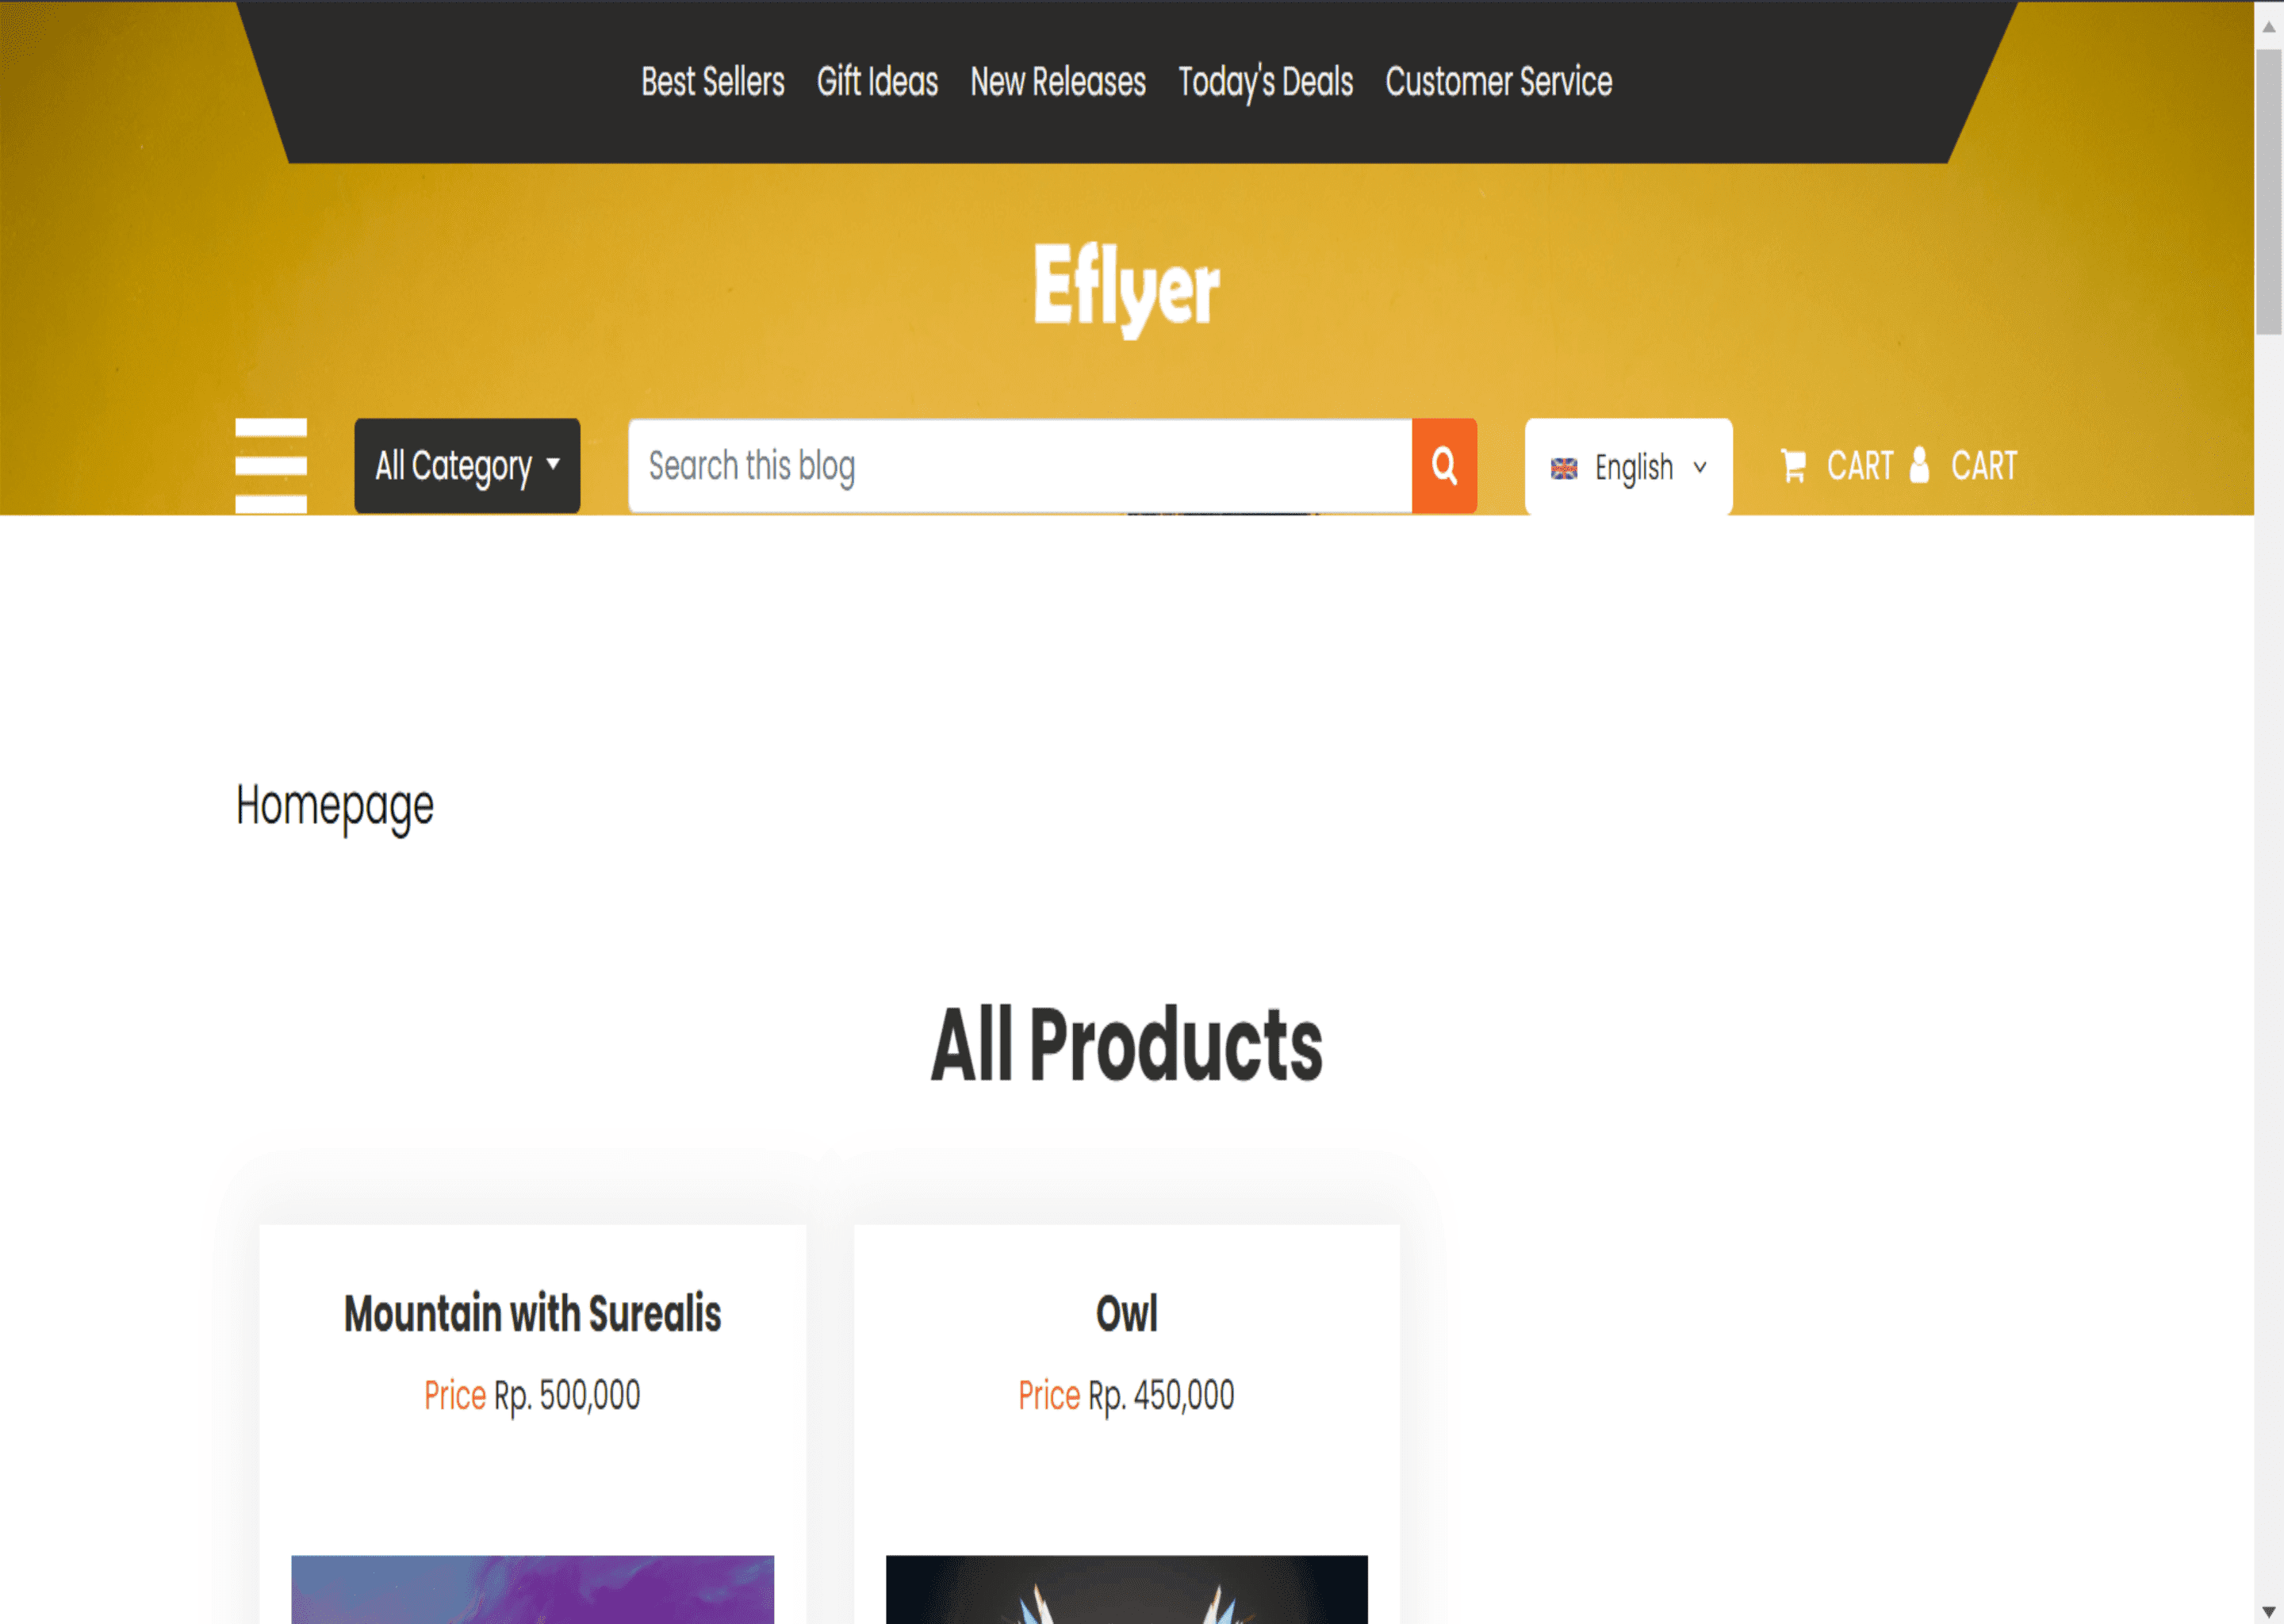 Best Sellers Gift Ideas New Releases Today's Deals Customer Service
Eflyer
All Category Search this blog English CART CART
Homepage
All Products
Mountain with Surealis Owl
Price Rp. 500,000 Price Rp. 450,000